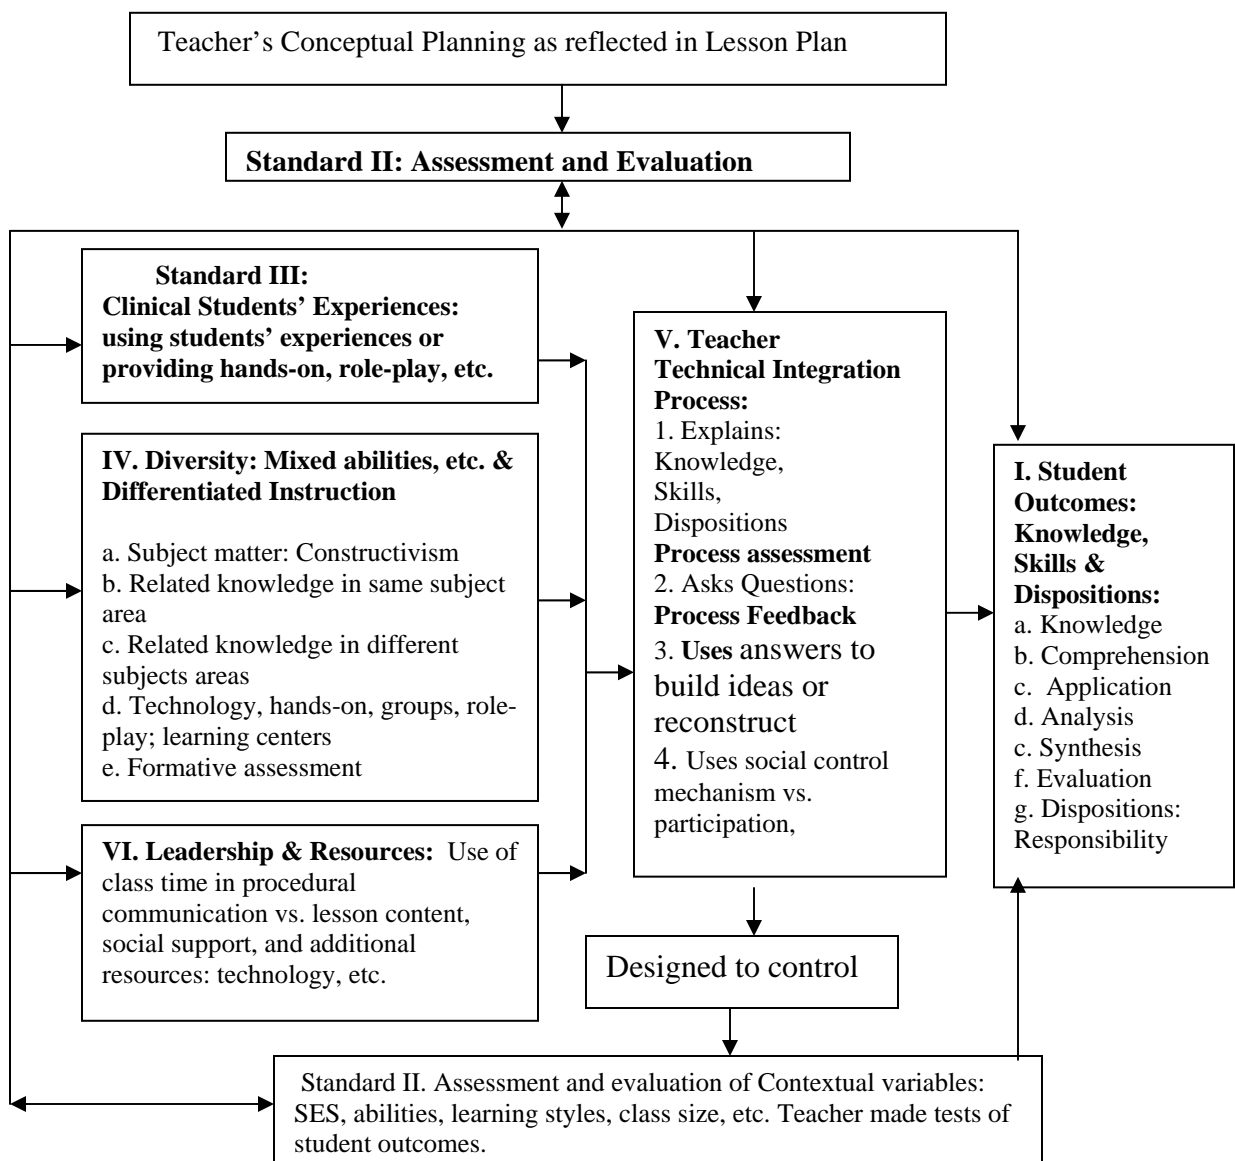 Teacher’s Conceptual Planning as reflected in Lesson Plan
Standard II: Assessment and Evaluation
Standard III:
Clinical Students’ Experiences:
using students’ experiences or
providing hands-on, role-play, etc.
IV. Diversity: Mixed abilities, etc. &
Differentiated Instruction
a. Subject matter: Constructivism
b. Related knowledge in same subject
area
c. Related knowledge in different
subjects areas
d. Technology, hands-on, groups, role-
play; learning centers
e. Formative assessment
VI. Leadership & Resources: Use of
class time in procedural
communication vs. lesson content,
social support, and additional
resources: technology, etc.
V. Teacher
Technical Integration
Process:
1. Explains:
Knowledge,
Skills,
Dispositions
Process assessment
2. Asks Questions:
Process Feedback
3. Uses answers to
build ideas or
reconstruct
4. Uses social control
mechanism vs.
participation,
I. Student
Outcomes:
Knowledge,
Skills &
Dispositions:
a. Knowledge
b. Comprehension
c. Application
d. Analysis
c. Synthesis
f. Evaluation
g. Dispositions:
Responsibility
Designed to control
Standard II. Assessment and evaluation of Contextual variables:
SES, abilities, learning styles, class size, etc. Teacher made tests of
student outcomes.